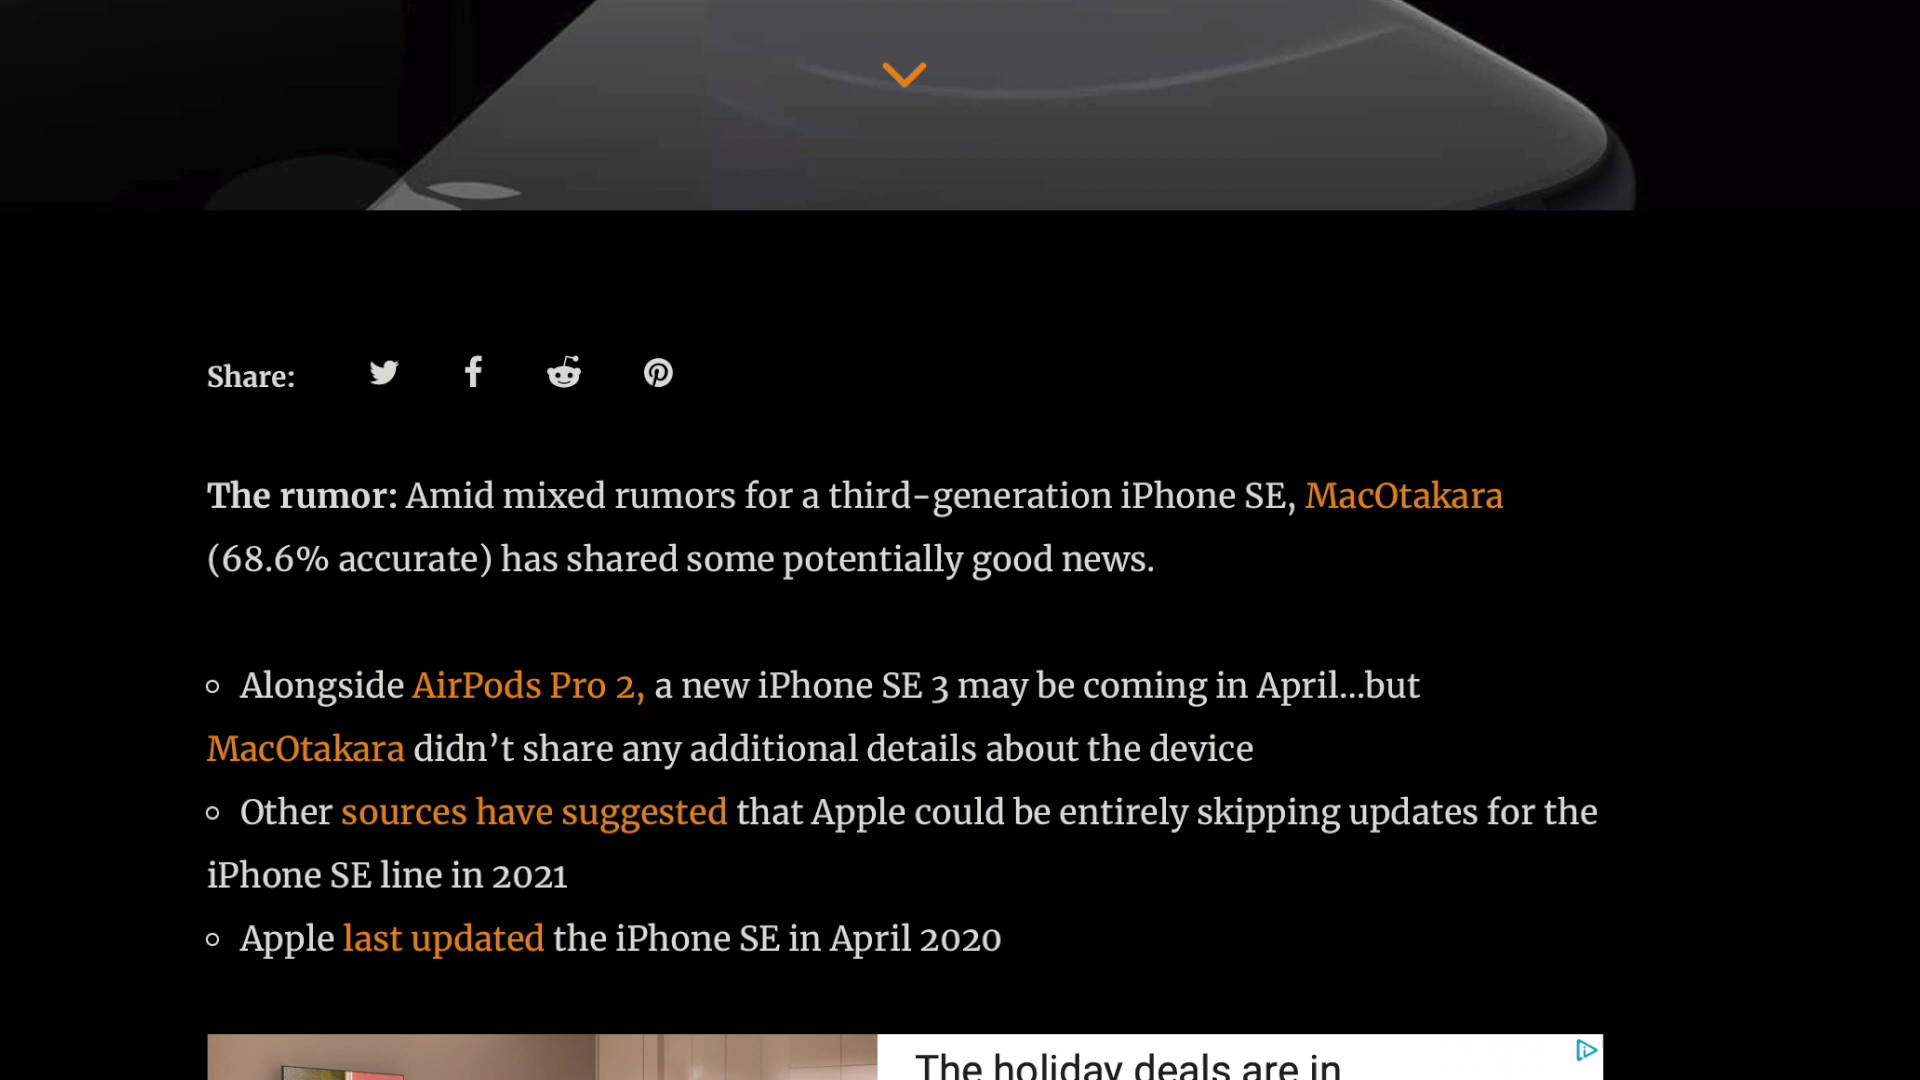 Share:
The rumor: Amid mixed rumors for a third-generation iPhone SE, MacOtakara
(68.6% accurate) has shared some potentially good news.
◦ Alongside AirPods Pro 2, a new iPhone SE 3 may be coming in April...but
MacOtakara didn’t share any additional details about the device
◦ Other sources have suggested that Apple could be entirely skipping updates for the
iPhone SE line in 2021
◦ Apple last updated the iPhone SE in April 2020
The holiday deals are in